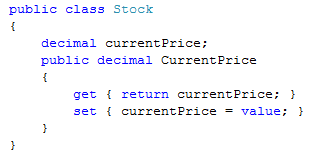 public class Stock
{
    decimal currentPrice;
    public decimal CurrentPrice
    {
        get { return currentPrice; }
        set { currentPrice = value; }
    }
}